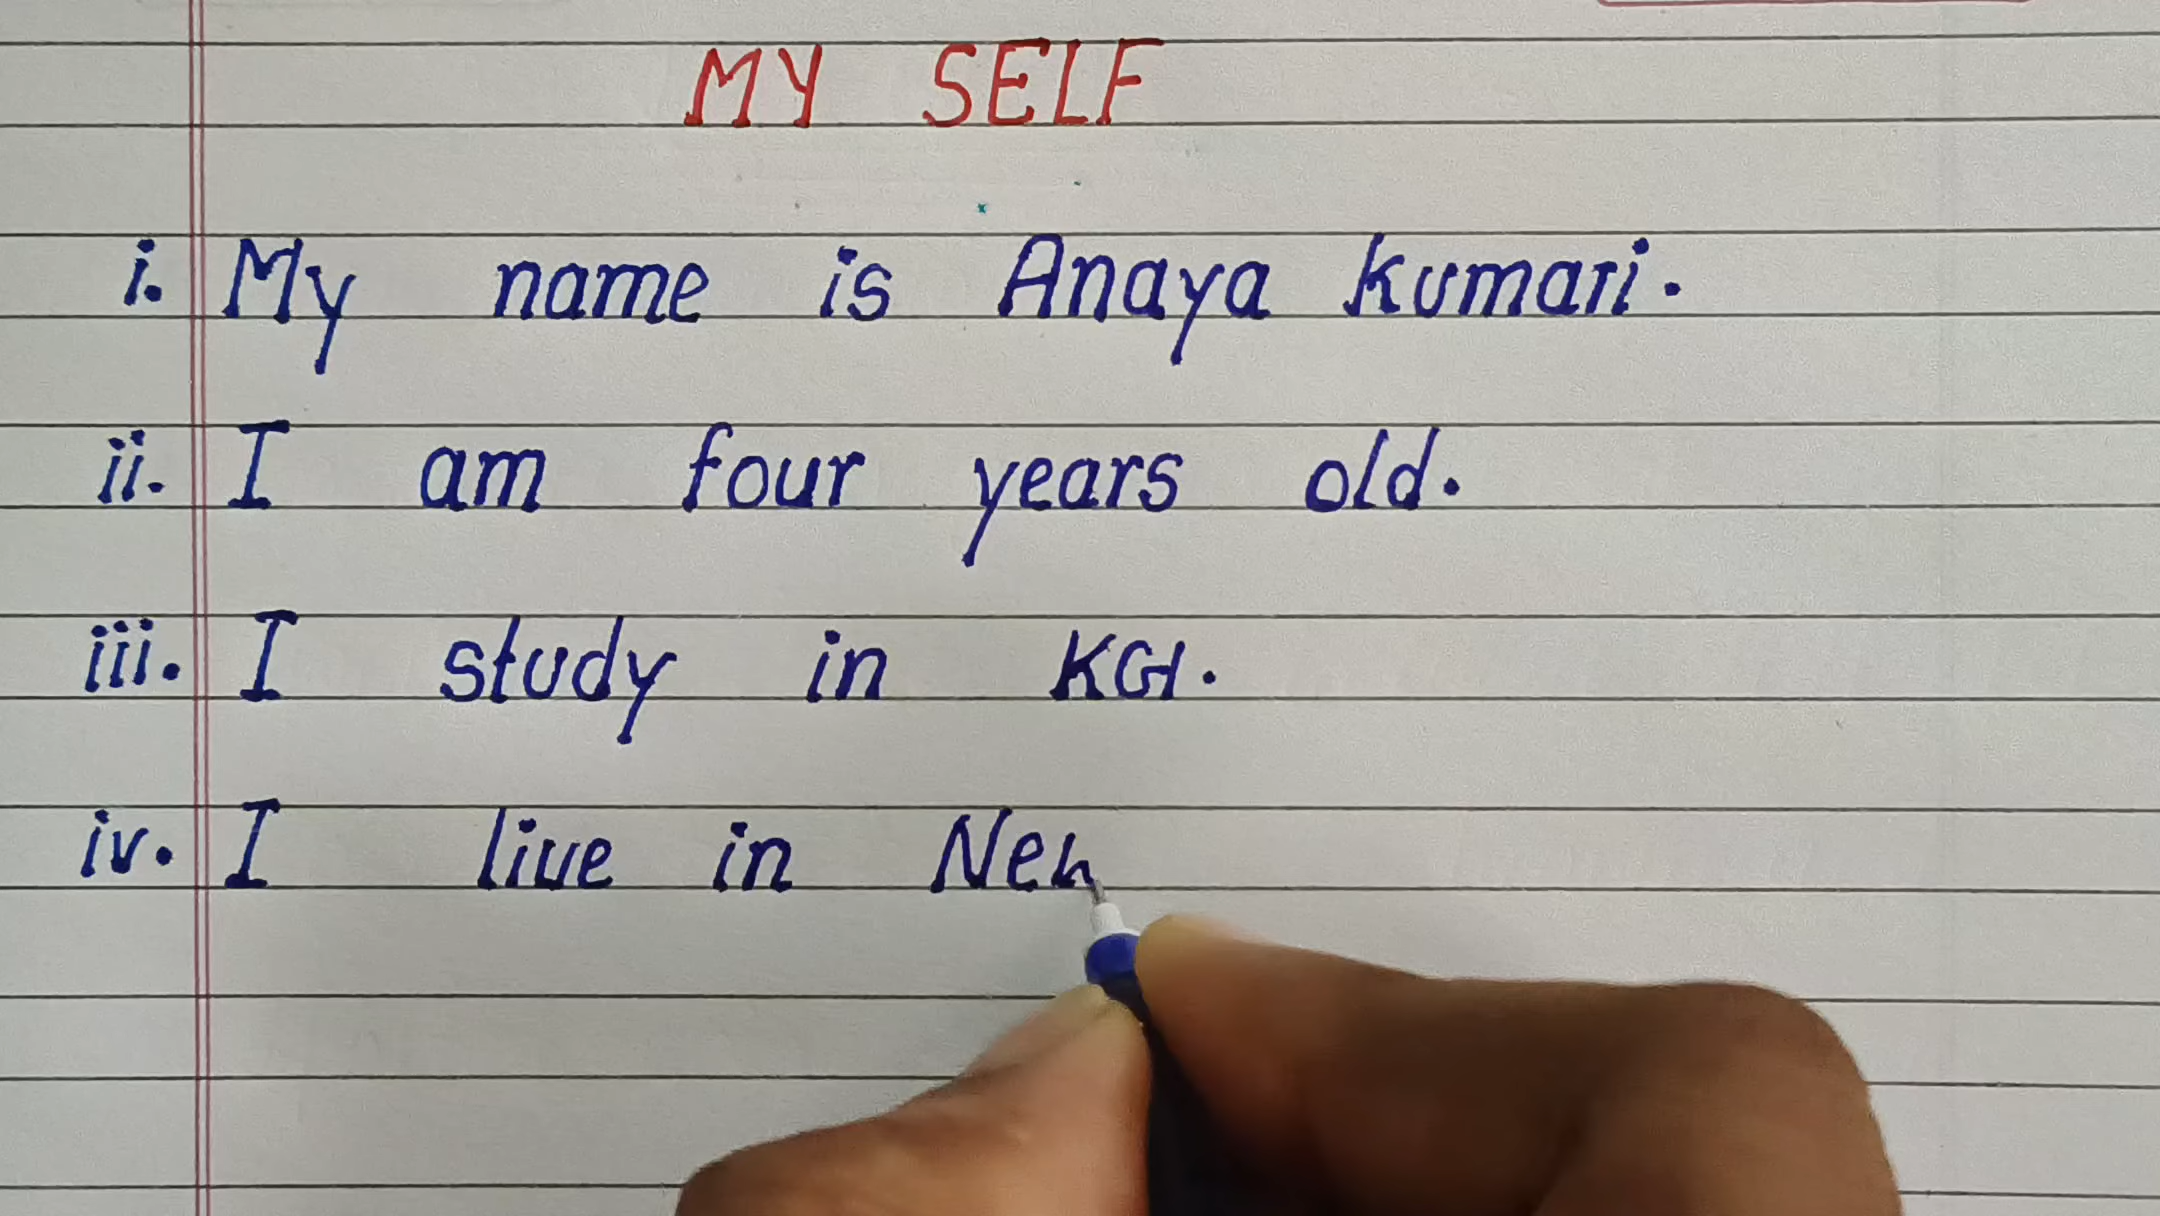 MY SELF
i. My name is Anaya kumari.
ii. I am four years old.
iii. I study in KG.
iv. I live in